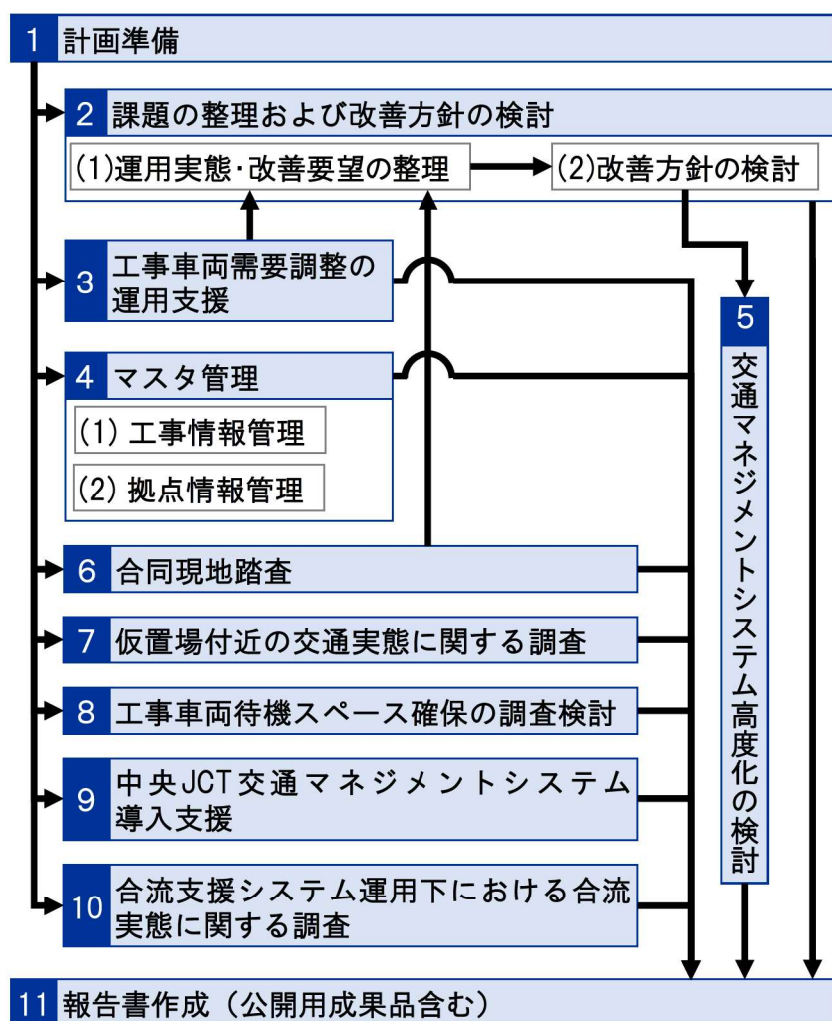 1 計画準備
2 課題の整理および改善方針の検討
(1)運用実態・改善要望の整理
(2)改善方針の検討
3 工事車両需要調整の
運用支援
4 マスタ管理
(1) 工事情報管理
(2) 拠点情報管理
5 交通マネジメントシステム高度化の検討
6 合同現地踏査
7 仮置場付近の交通実態に関する調査
8 工事車両待機スペース確保の調査検討
9 中央JCT交通マネジメントシステム
導入支援
10 合流支援システム運用下における合流
実態に関する調査
11 報告書作成（公開用成果品含む）